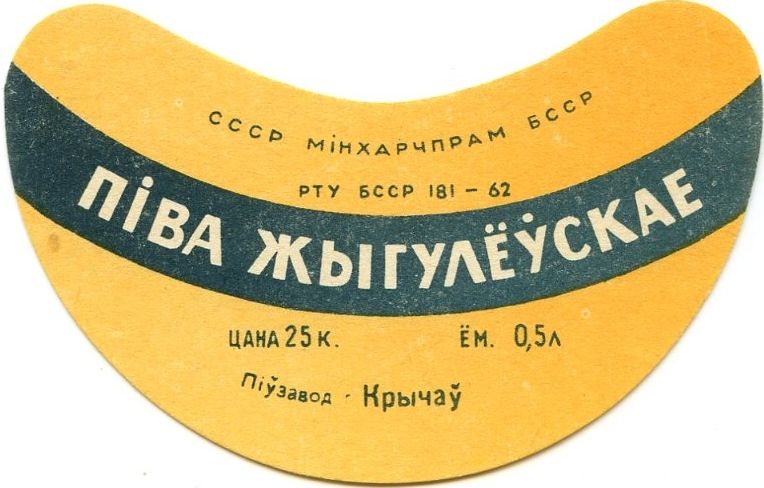 СССР МІНХАРЧПРАМ БССР
РТУ БССР 181 – 62
ПІВА ЖЫГУЛЁЎСКАЕ
ЦАНА 25 к. ЁМ. 0,5л
Піўзавод · Крычаў